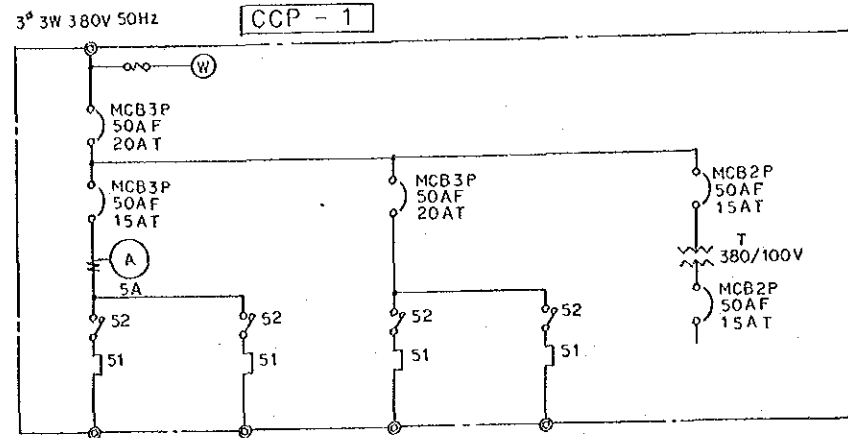 3ø 3W 380V 50Hz
CCP - 1
W
MCB3P
50AF
20AT
MCB3P
50AF
15AT
MCB3P
50AF
20AT
MCB2P
50AF
15AT
A
5A
T
380/100V
MCB2P
50AF
15AT
52
52
52
52
51
51
51
51